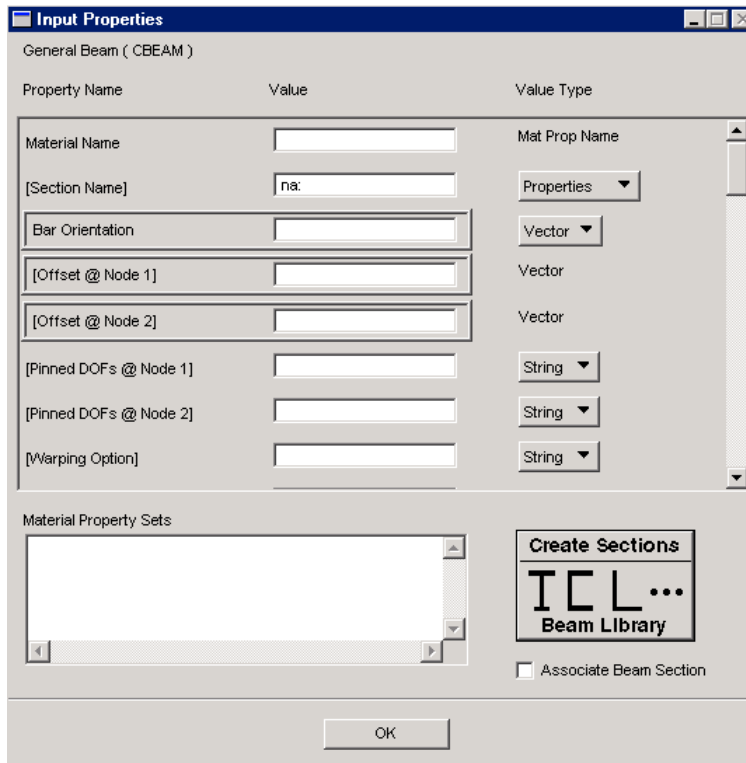 Input Properties
General Beam ( CBEAM )
Property Name Value Value Type
Material Name Mat Prop Name
[Section Name] na: Properties
Bar Orientation Vector
[Offset @ Node 1] Vector
[Offset @ Node 2] Vector
[Pinned DOFs @ Node 1] String
[Pinned DOFs @ Node 2] String
[Warping Option] String
Material Property Sets
Create Sections
Beam Library
Associate Beam Section
OK